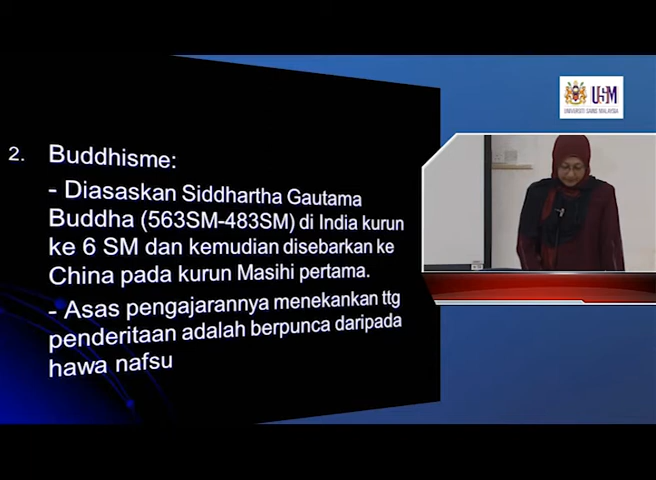 USM
UNIVERSITI SAINS MALAYSIA
2. Buddhisme:
- Diasaskan Siddhartha Gautama
Buddha (563SM-483SM) di India kurun
ke 6 SM dan kemudian disebarkan ke
China pada kurun Masihi pertama.
- Asas pengajarannya menekankan ttg
penderitaan adalah berpunca daripada
hawa nafsu